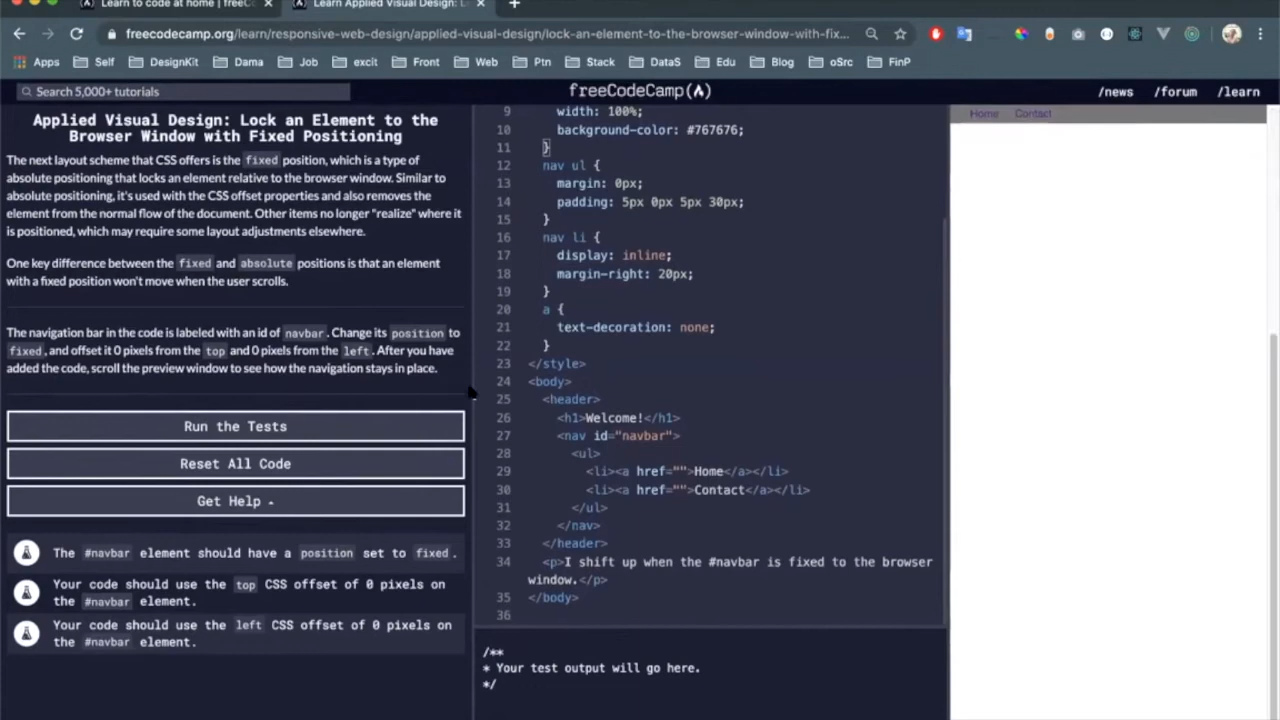 Learn to code at home | freeC
Learn Applied Visual Design: L
freecodecamp.org/learn/responsive-web-design/applied-visual-design/lock-an-element-to-the-browser-window-with-fix...
Apps Self DesignKit Dama Job excit Front Web Ptn Stack DataS Edu Blog oSrc FinP
Search 5,000+ tutorials
freeCodeCamp
/news /forum /learn
Applied Visual Design: Lock an Element to the
Browser Window with Fixed Positioning
The next layout scheme that CSS offers is the fixed position, which is a type of
absolute positioning that locks an element relative to the browser window. Similar to
absolute positioning, it's used with the CSS offset properties and also removes the
element from the normal flow of the document. Other items no longer "realize" where it
is positioned, which may require some layout adjustments elsewhere.
One key difference between the fixed and absolute positions is that an element
with a fixed position won't move when the user scrolls.
The navigation bar in the code is labeled with an id of navbar. Change its position to
fixed, and offset it 0 pixels from the top and 0 pixels from the left. After you have
added the code, scroll the preview window to see how the navigation stays in place.
Run the Tests
Reset All Code
Get Help
The #navbar element should have a position set to fixed.
Your code should use the top CSS offset of 0 pixels on
the #navbar element.
Your code should use the left CSS offset of 0 pixels on
the #navbar element.
9 width: 100%;
10 background-color: #767676;
11 }
12 nav ul {
13 margin: 0px;
14 padding: 5px 0px 5px 30px;
15 }
16 nav li {
17 display: inline;
18 margin-right: 20px;
19 }
20 a {
21 text-decoration: none;
22 }
23 </style>
24 <body>
25 <header>
26 <h1>Welcome!</h1>
27 <nav id="navbar">
28 <ul>
29 <li><a href="">Home</a></li>
30 <li><a href="">Contact</a></li>
31 </ul>
32 </nav>
33 </header>
34 <p>I shift up when the #navbar is fixed to the browser
window.</p>
35 </body>
36
/**
* Your test output will go here.
*/
Home Contact